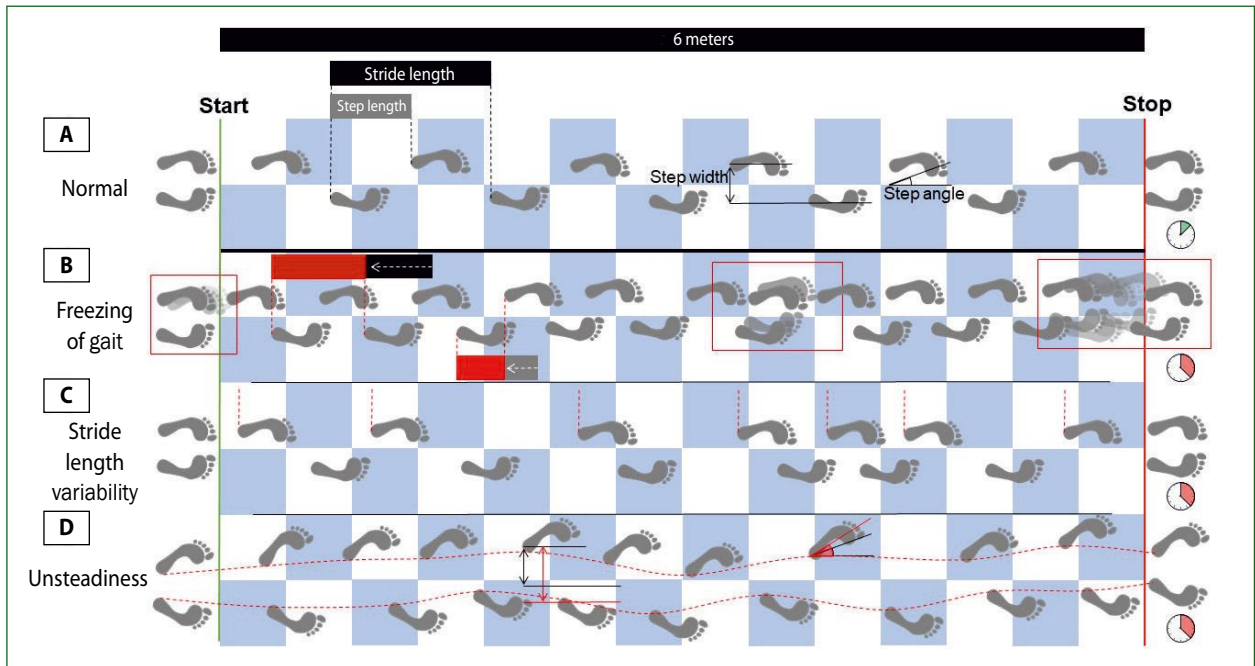 6 meters
Stride length
Step length
Start
Stop
A
Normal
Step width
Step angle
B
Freezing
of gait
C
Stride
length
variability
D
Unsteadiness